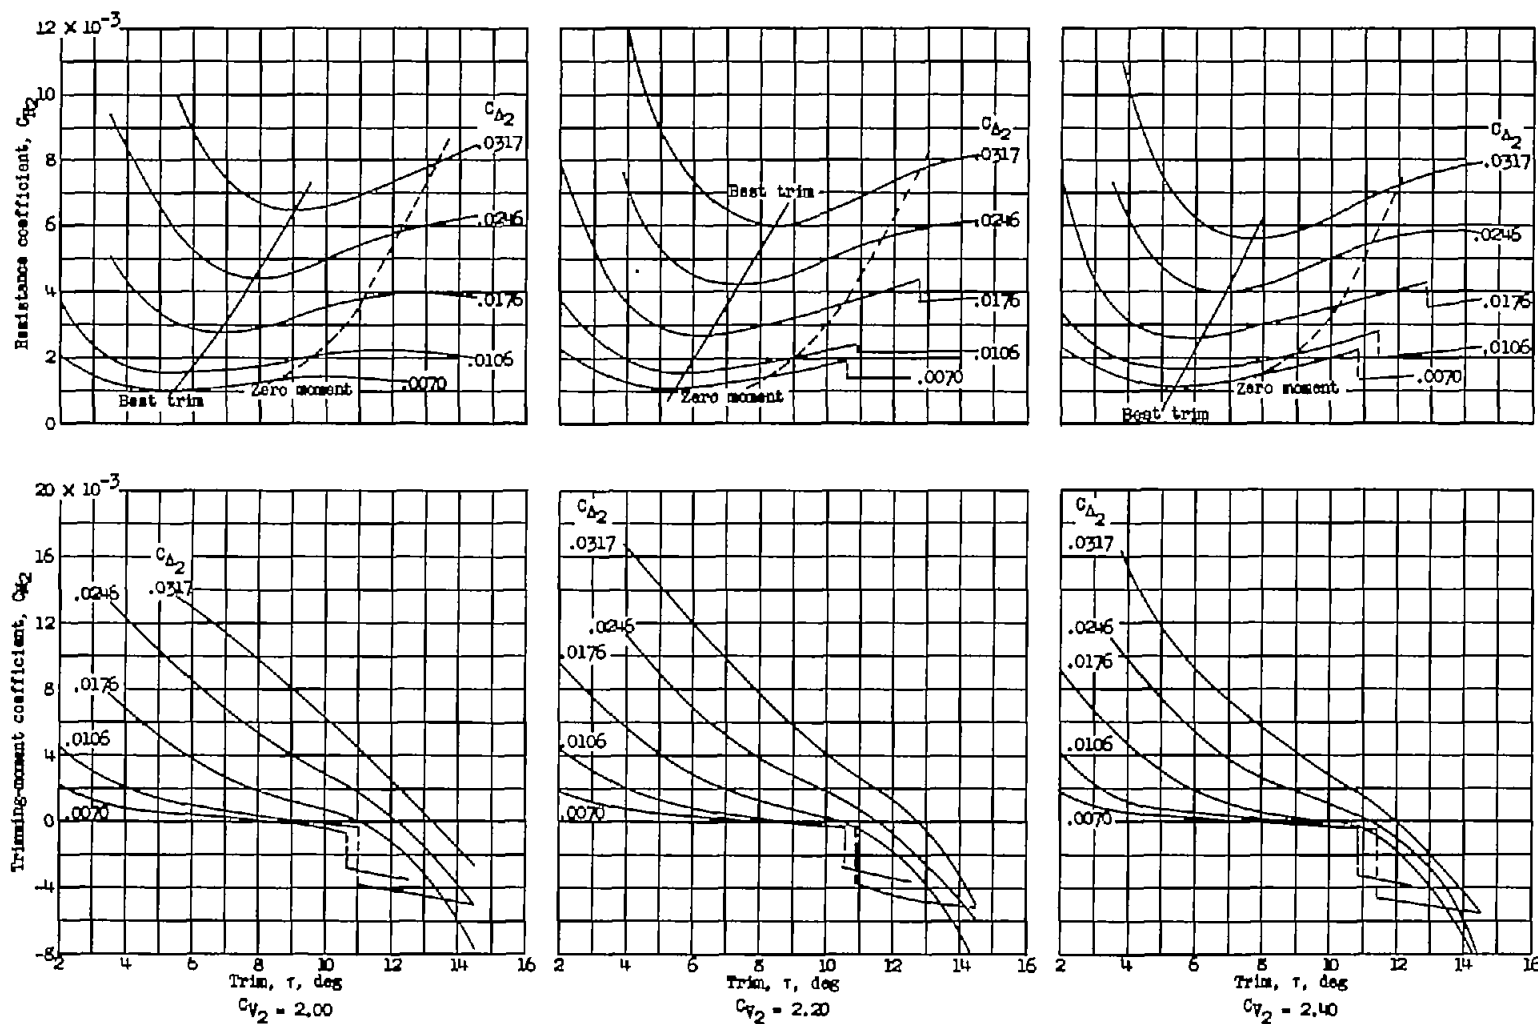 12 × 10⁻³
10
8
6
4
2
0
Resistance coefficient, C_R2
C_Δ2
.0317
.0246
.0176
.0106
.0070
Best trim
Zero moment
C_Δ2
.0317
.0246
.0176
.0106
.0070
Best trim
Zero moment
C_Δ2
.0317
.0246
.0176
.0106
.0070
Best trim
Zero moment
20 × 10⁻³
16
12
8
4
0
-4
-8
Trimming-moment coefficient, C_M2
C_Δ2
.0317
.0246
.0176
.0106
.0070
2 4 6 8 10 12 14 16
Trim, τ, deg
C_V2 = 2.00
C_Δ2
.0317
.0246
.0176
.0106
.0070
2 4 6 8 10 12 14 16
Trim, τ, deg
C_V2 = 2.20
C_Δ2
.0317
.0246
.0176
.0106
.0070
2 4 6 8 10 12 14 16
Trim, τ, deg
C_V2 = 2.40